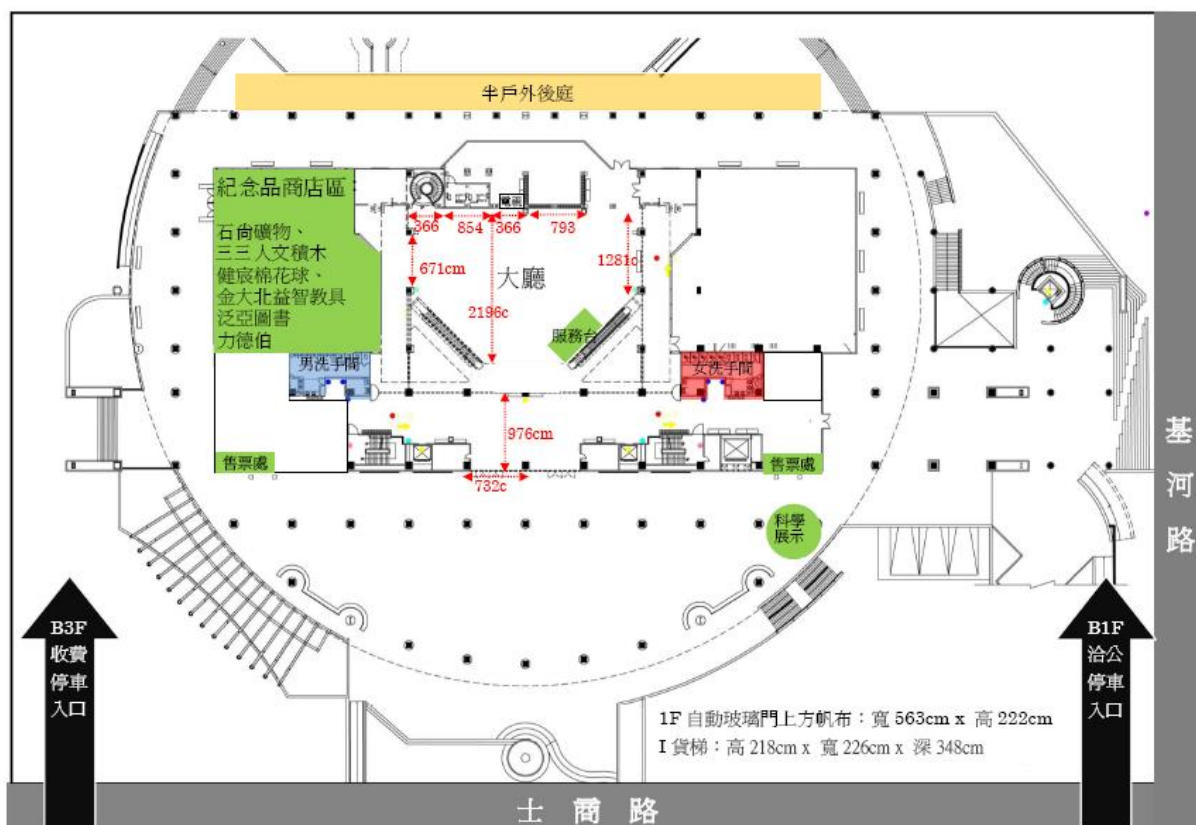 半戶外後庭
紀念品商店區：
石尚礦物、
三三人文積木
健宸棉花球、
金大北益智教具
泛亞圖書
力德伯
電視
366
854
366
793
671cm
大廳
1281c
2196c
服務台
男洗手間
女洗手間
976cm
售票處
732c
售票處
科學
展示
基河路
B3F
收費
停車
入口
B1F
洽公
停車
入口
1F 自動玻璃門上方帆布：寬 563cm x 高 222cm
I 貨梯：高 218cm x 寬 226cm x 深 348cm
士商路